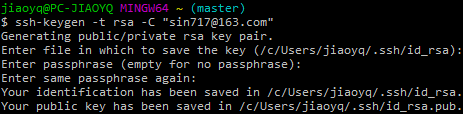 jiaoyq@PC-JIAOYQ MINGW64 ~ (master)
$ ssh-keygen -t rsa -C "sin717@163.com"
Generating public/private rsa key pair.
Enter file in which to save the key (/c/Users/jiaoyq/.ssh/id_rsa):
Enter passphrase (empty for no passphrase):
Enter same passphrase again:
Your identification has been saved in /c/Users/jiaoyq/.ssh/id_rsa.
Your public key has been saved in /c/Users/jiaoyq/.ssh/id_rsa.pub.